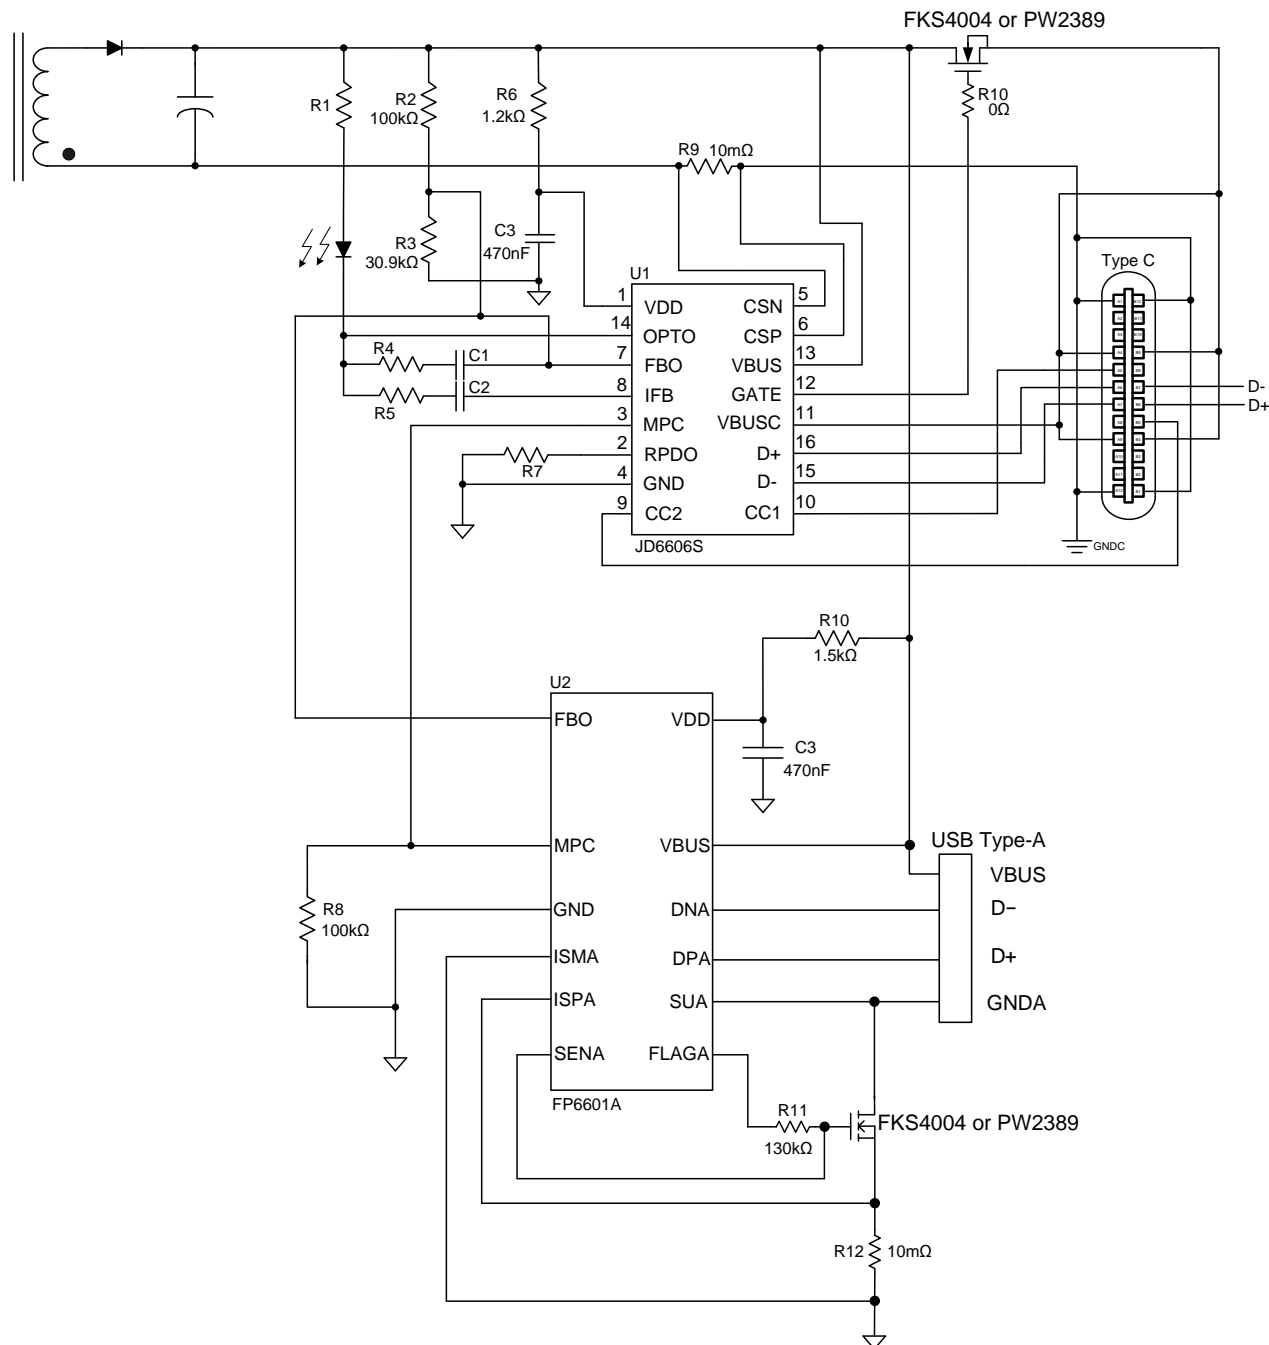 FKS4004 or PW2389
R1
R2
100kΩ
R6
1.2kΩ
R10
0Ω
R9 10mΩ
R3
30.9kΩ
C3
470nF
U1
Type C
1 VDD CSN 5
14 OPTO CSP 6
7 FBO VBUS 13
8 IFB GATE 12
3 MPC VBUSC 11
2 RPDO D+ 16
4 GND D- 15
9 CC2 CC1 10
JD6606S
R4 C1
R5 C2
R7
D-
D+
GNDC
R10
1.5kΩ
U2
FBO VDD
C3
470nF
MPC VBUS
GND DNA
ISMA DPA
ISPA SUA
SENA FLAGA
FP6601A
R8
100kΩ
USB Type-A
VBUS
D−
D+
GNDA
R11
130kΩ
FKS4004 or PW2389
R12 10mΩ